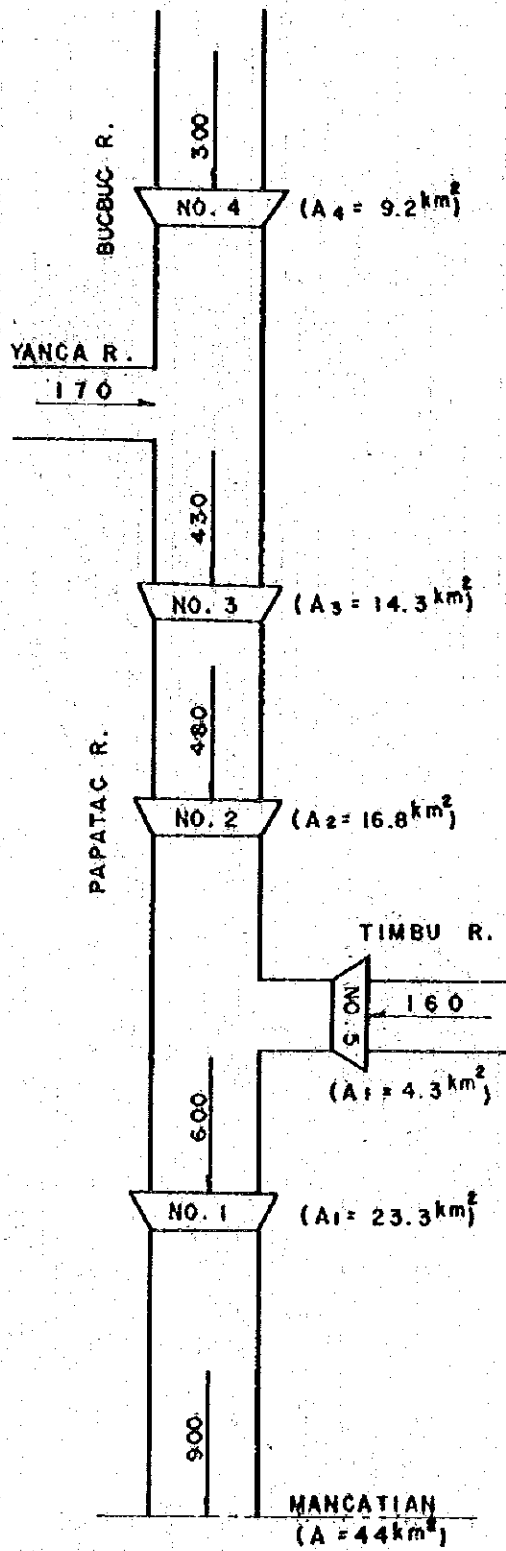 BUCBUC R.
300
NO. 4 (A4 = 9.2km²)
YANCA R.
170
430
NO. 3 (A3 = 14.3km²)
480
PAPATAC R.
NO. 2 (A2 = 16.8km²)
TIMBU R.
NO. 5
160
(A1 = 4.3km²)
600
NO. 1 (A1 = 23.3km²)
900
MANCATIAN
(A = 44km²)